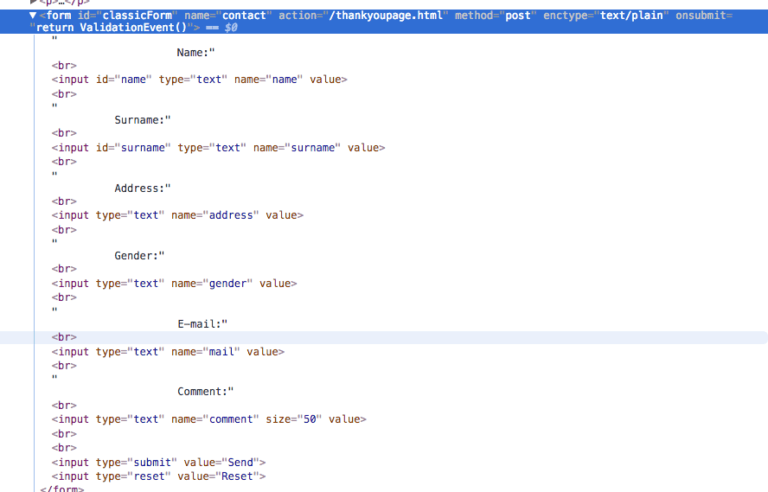 ▶<p>…</p>
▼<form id="classicForm" name="contact" action="/thankyoupage.html" method="post" enctype="text/plain" onsubmit=
"return ValidationEvent()"> == $0
"
Name:"
<br>
<input id="name" type="text" name="name" value>
<br>
"
Surname:"
<br>
<input id="surname" type="text" name="surname" value>
<br>
"
Address:"
<br>
<input type="text" name="address" value>
<br>
"
Gender:"
<br>
<input type="text" name="gender" value>
<br>
"
E-mail:"
<br>
<input type="text" name="mail" value>
<br>
"
Comment:"
<br>
<input type="text" name="comment" size="50" value>
<br>
<br>
<input type="submit" value="Send">
<input type="reset" value="Reset">
</form>